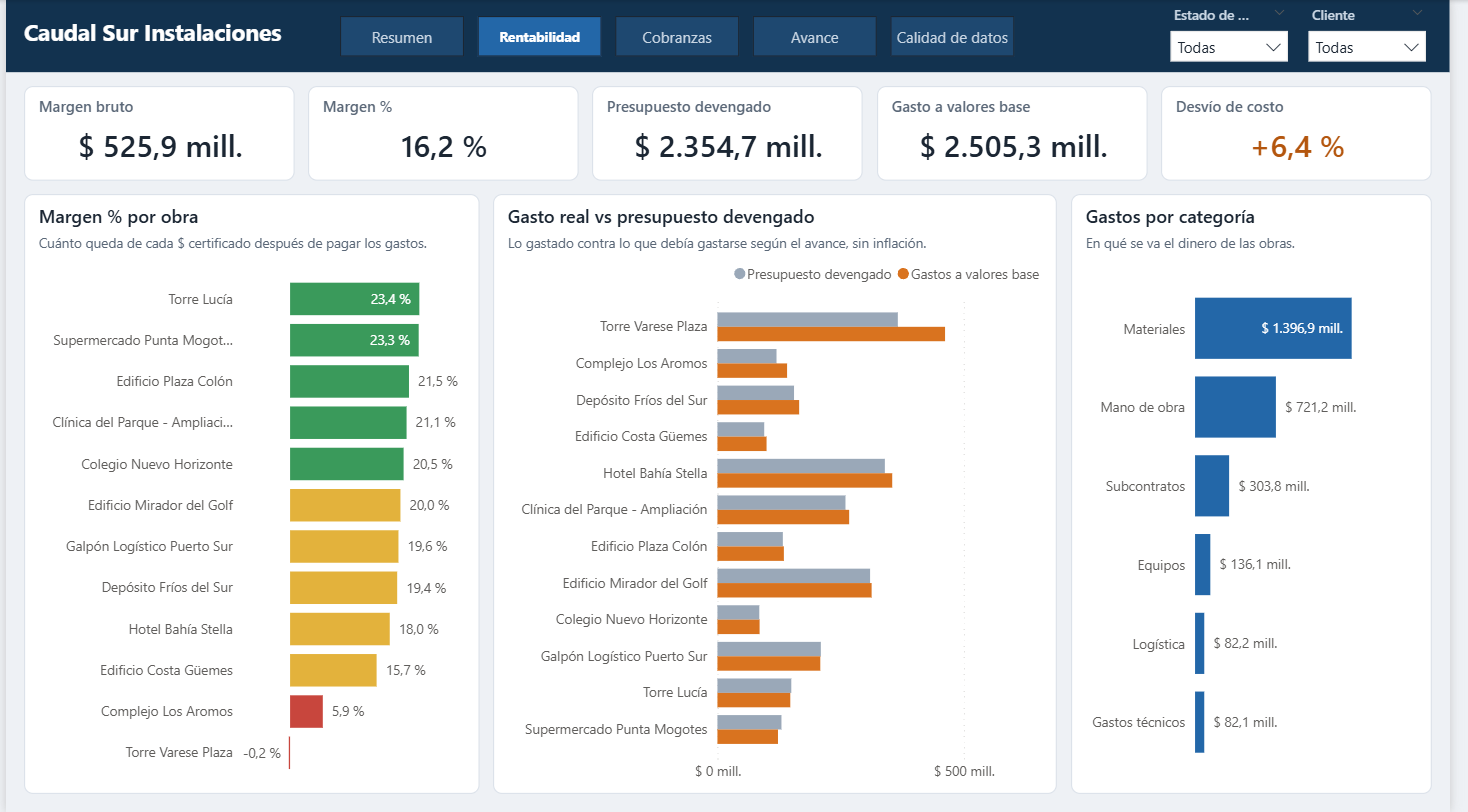 Caudal Sur Instalaciones
Resumen
Rentabilidad
Cobranzas
Avance
Calidad de datos
Estado de ...
Todas
Cliente
Todas
Margen bruto
$ 525,9 mill.
Margen %
16,2 %
Presupuesto devengado
$ 2.354,7 mill.
Gasto a valores base
$ 2.505,3 mill.
Desvío de costo
+6,4 %
Margen % por obra
Cuánto queda de cada $ certificado después de pagar los gastos.
Torre Lucía 23,4 %
Supermercado Punta Mogot... 23,3 %
Edificio Plaza Colón 21,5 %
Clínica del Parque - Ampliaci... 21,1 %
Colegio Nuevo Horizonte 20,5 %
Edificio Mirador del Golf 20,0 %
Galpón Logístico Puerto Sur 19,6 %
Depósito Fríos del Sur 19,4 %
Hotel Bahía Stella 18,0 %
Edificio Costa Güemes 15,7 %
Complejo Los Aromos 5,9 %
Torre Varese Plaza -0,2 %
Gasto real vs presupuesto devengado
Lo gastado contra lo que debía gastarse según el avance, sin inflación.
Presupuesto devengado Gastos a valores base
Torre Varese Plaza
Complejo Los Aromos
Depósito Fríos del Sur
Edificio Costa Güemes
Hotel Bahía Stella
Clínica del Parque - Ampliación
Edificio Plaza Colón
Edificio Mirador del Golf
Colegio Nuevo Horizonte
Galpón Logístico Puerto Sur
Torre Lucía
Supermercado Punta Mogotes
$ 0 mill. $ 500 mill.
Gastos por categoría
En qué se va el dinero de las obras.
Materiales $ 1.396,9 mill.
Mano de obra $ 721,2 mill.
Subcontratos $ 303,8 mill.
Equipos $ 136,1 mill.
Logística $ 82,2 mill.
Gastos técnicos $ 82,1 mill.